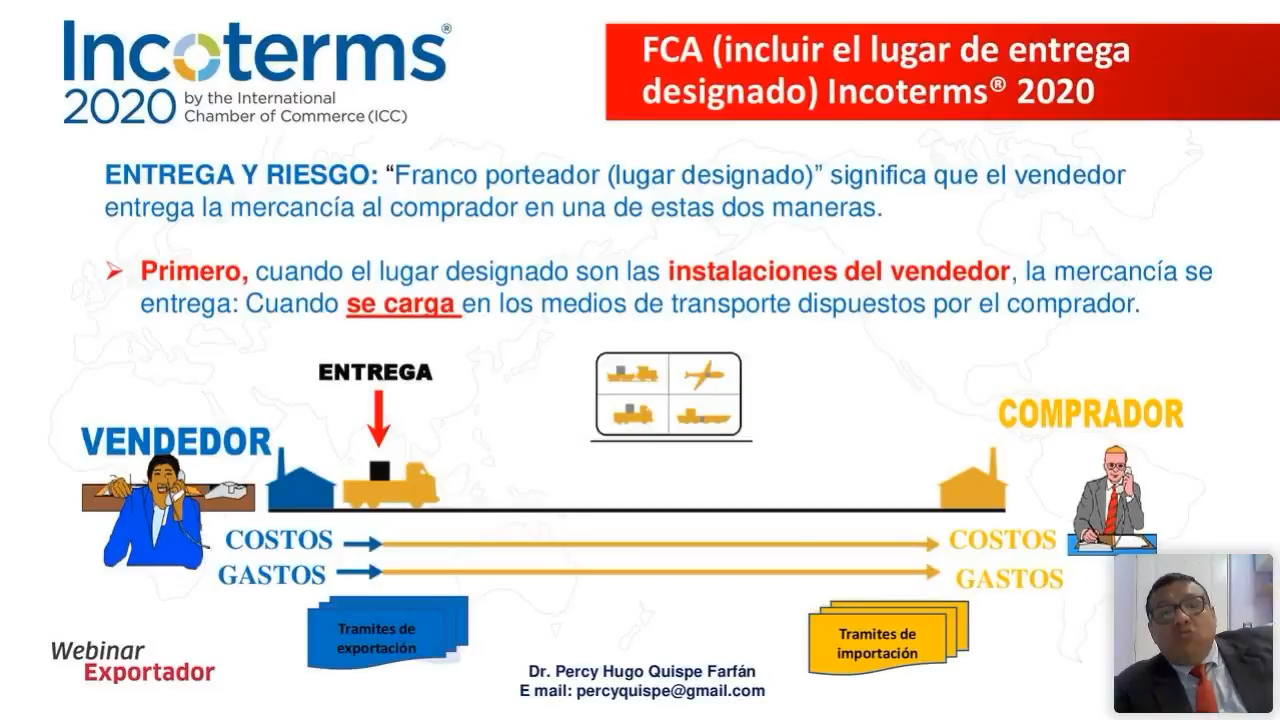 Incoterms®
2020 by the International
Chamber of Commerce (ICC)
FCA (incluir el lugar de entrega
designado) Incoterms® 2020
ENTREGA Y RIESGO: “Franco porteador (lugar designado)” significa que el vendedor
entrega la mercancía al comprador en una de estas dos maneras.
➢ Primero, cuando el lugar designado son las instalaciones del vendedor, la mercancía se
entrega: Cuando se carga en los medios de transporte dispuestos por el comprador.
ENTREGA
VENDEDOR
COMPRADOR
COSTOS
COSTOS
GASTOS
GASTOS
Tramites de
exportación
Tramites de
importación
Webinar
Exportador
Dr. Percy Hugo Quispe Farfán
E mail: percyquispe@gmail.com